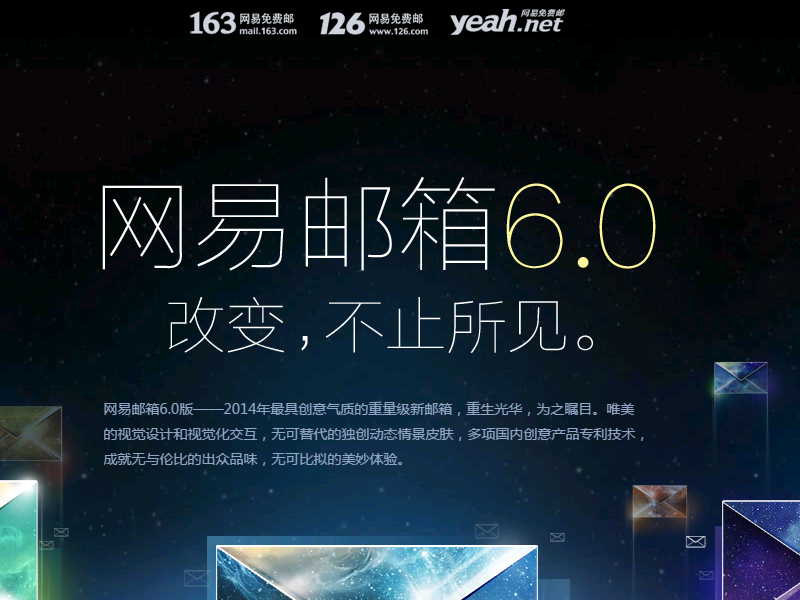 163 网易免费邮 mail.163.com
126 网易免费邮 www.126.com
yeah.net 网易免费邮
网易邮箱6.0
改变，不止所见。
网易邮箱6.0版——2014年最具创意气质的重量级新邮箱，重生光华，为之瞩目。唯美
的视觉设计和视觉化交互，无可替代的独创动态情景皮肤，多项国内创意产品专利技术，
成就无与伦比的出众品味，无可比拟的美妙体验。